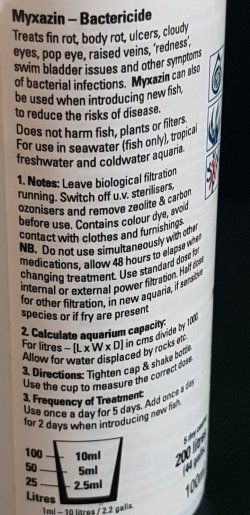 Myxazin – Bactericide
Treats fin rot, body rot, ulcers, cloudy
eyes, pop eye, raised veins, 'redness',
swim bladder issues and other symptoms
of bacterial infections. Myxazin can also
be used when introducing new fish,
to reduce the risks of disease.
Does not harm fish, plants or filters.
For use in seawater (fish only), tropical
freshwater and coldwater aquaria.
1. Notes: Leave biological filtration
running. Switch off u.v. sterilisers,
ozonisers and remove zeolite & carbon
before use. Contains colour dye, avoid
contact with clothes and furnishings.
NB. Do not use simultaneously with other
medications, allow 48 hours to elapse when
changing treatment. Use standard dose for
internal or external power filtration. Half dose
for other filtration, in new aquaria, if sensitive
species or if fry are present
2. Calculate aquarium capacity:
For litres – [L x W x D] in cms divide by 1000.
Allow for water displaced by rocks etc.
3. Directions: Tighten cap & shake bottle.
Use the cup to measure the correct dose.
3. Frequency of Treatment:
Use once a day for 5 days. Add once a day
for 2 days when introducing new fish.
100 10ml
50 5ml
25 2.5ml
Litres
1ml – 10 litres / 2.2 galls.
5 day
200 litres
(44 galls)
100ml